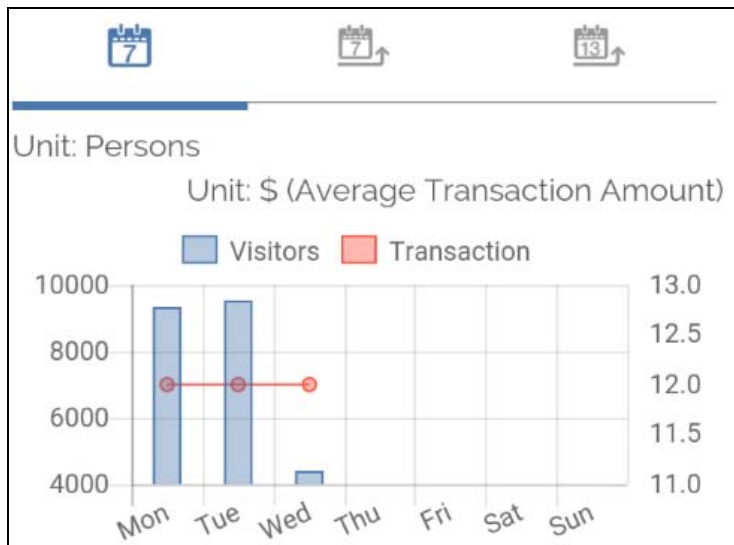 7 7 13
Unit: Persons
Unit: $ (Average Transaction Amount)
Visitors Transaction
10000 13.0
12.5
8000
12.0
6000
11.5
4000 11.0
Mon Tue Wed Thu Fri Sat Sun